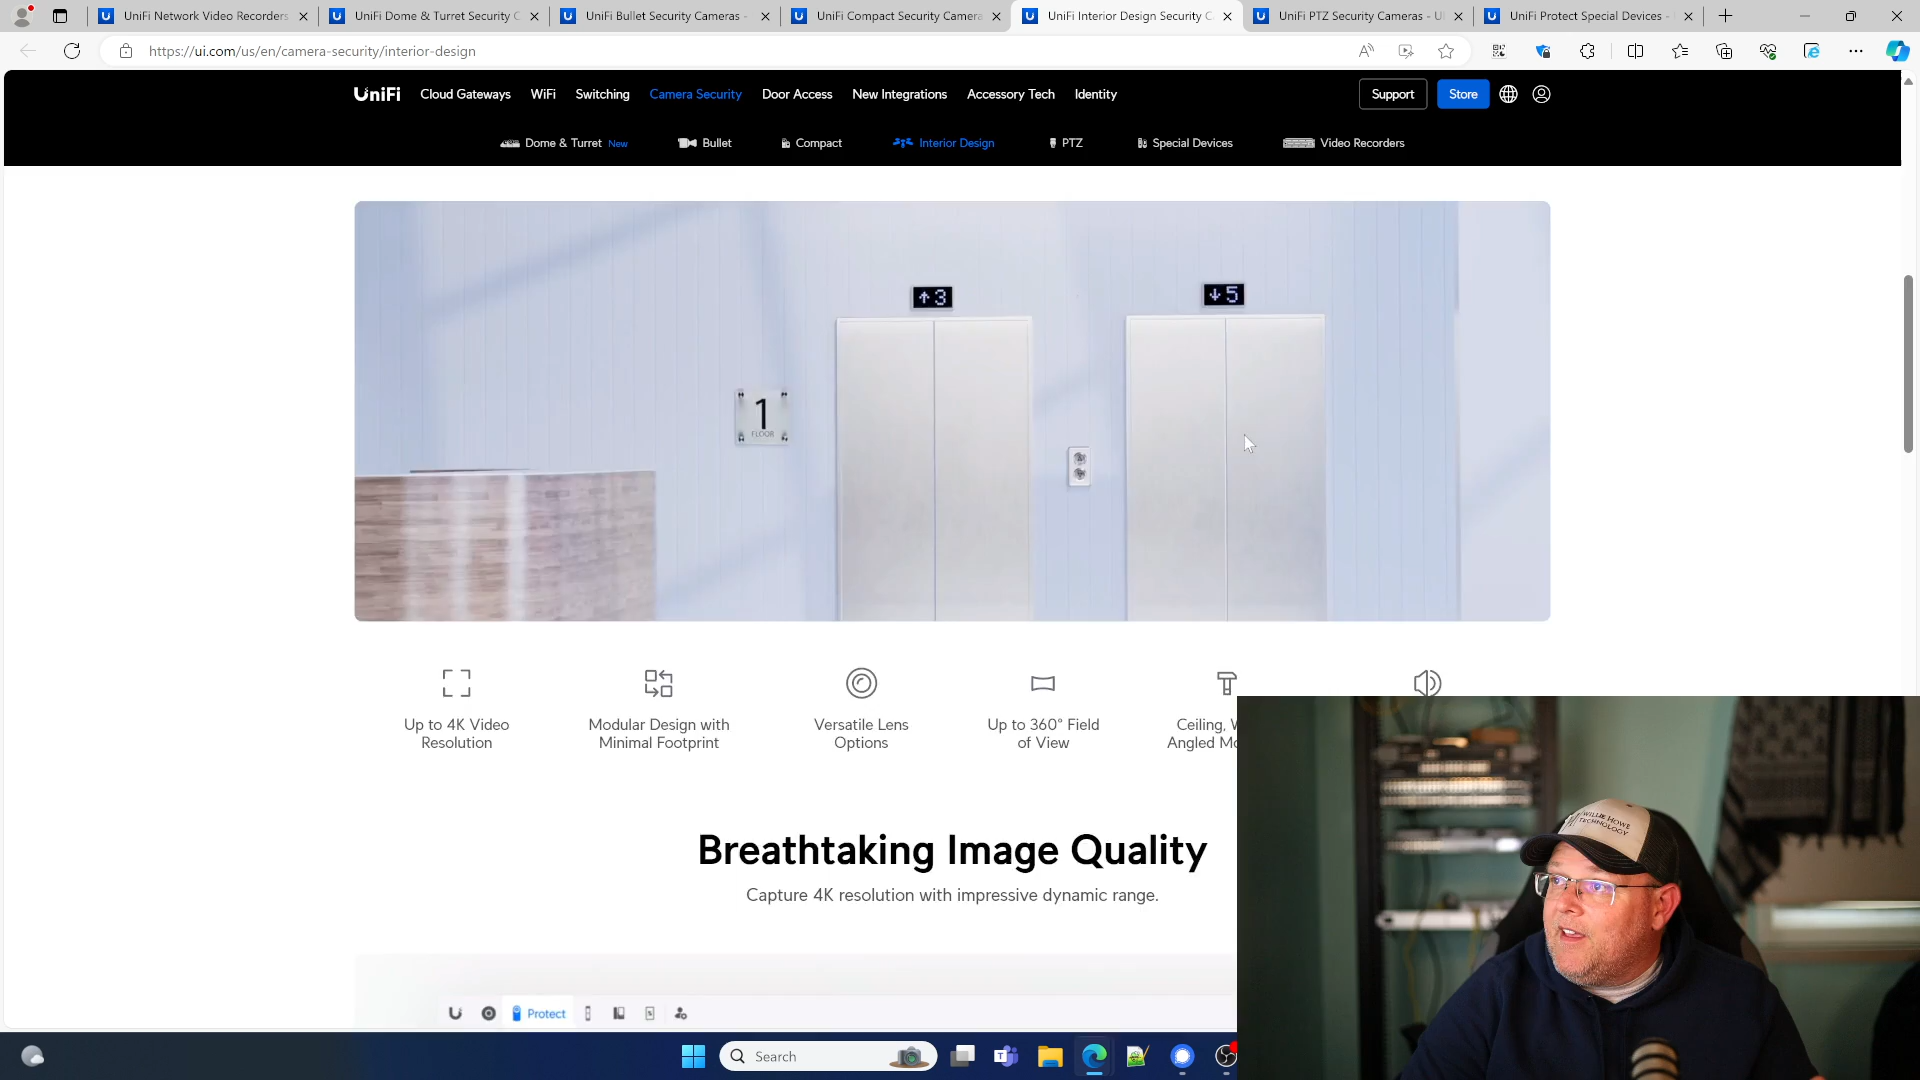 UniFi Network Video Recorders
UniFi Dome & Turret Security C
UniFi Bullet Security Cameras -
UniFi Compact Security Camera
UniFi Interior Design Security C
UniFi PTZ Security Cameras - U
UniFi Protect Special Devices -
https://ui.com/us/en/camera-security/interior-design
UniFi Cloud Gateways WiFi Switching Camera Security Door Access New Integrations Accessory Tech Identity Support Store
Dome & Turret New Bullet Compact Interior Design PTZ Special Devices Video Recorders
↑3
↓5
1
FLOOR
Up to 4K Video
Resolution
Modular Design with
Minimal Footprint
Versatile Lens
Options
Up to 360° Field
of View
Ceiling,
Angled
Breathtaking Image Quality
Capture 4K resolution with impressive dynamic range.
Protect
WILLIE HOWE
TECHNOLOGY
Search